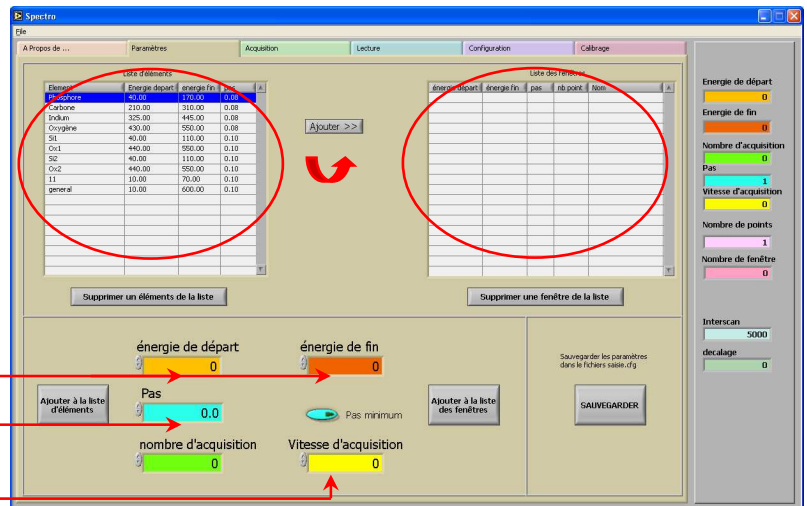 Spectro
File
A Propos de ... Paramètres Acquisition Lecture Configuration Calibrage
Liste d'éléments
Element Energie depart energie fin pas
Phosphore 40.00 170.00 0.08
Carbone 210.00 310.00 0.08
Indium 325.00 445.00 0.08
Oxygène 430.00 550.00 0.08
Si1 40.00 110.00 0.10
Ox1 440.00 550.00 0.10
Si2 40.00 110.00 0.10
Ox2 440.00 550.00 0.10
11 10.00 70.00 0.10
general 10.00 600.00 0.10
Supprimer un éléments de la liste
Ajouter >>
Liste des fenêtres
énergie départ énergie fin pas nb point Nom
Supprimer une fenêtre de la liste
énergie de départ
0
énergie de fin
0
Ajouter à la liste
d'éléments
Pas
0.0
Pas minimum
Ajouter à la liste
des fenêtres
nombre d'acquisition
0
Vitesse d'acquisition
0
Sauvegarder les paramètres
dans le fichiers saisie.cfg
SAUVEGARDER
Energie de départ
0
Energie de fin
0
Nombre d'acquisition
0
Pas
1
Vitesse d'acquisition
0
Nombre de points
1
Nombre de fenêtre
0
Interscan
5000
decalage
0